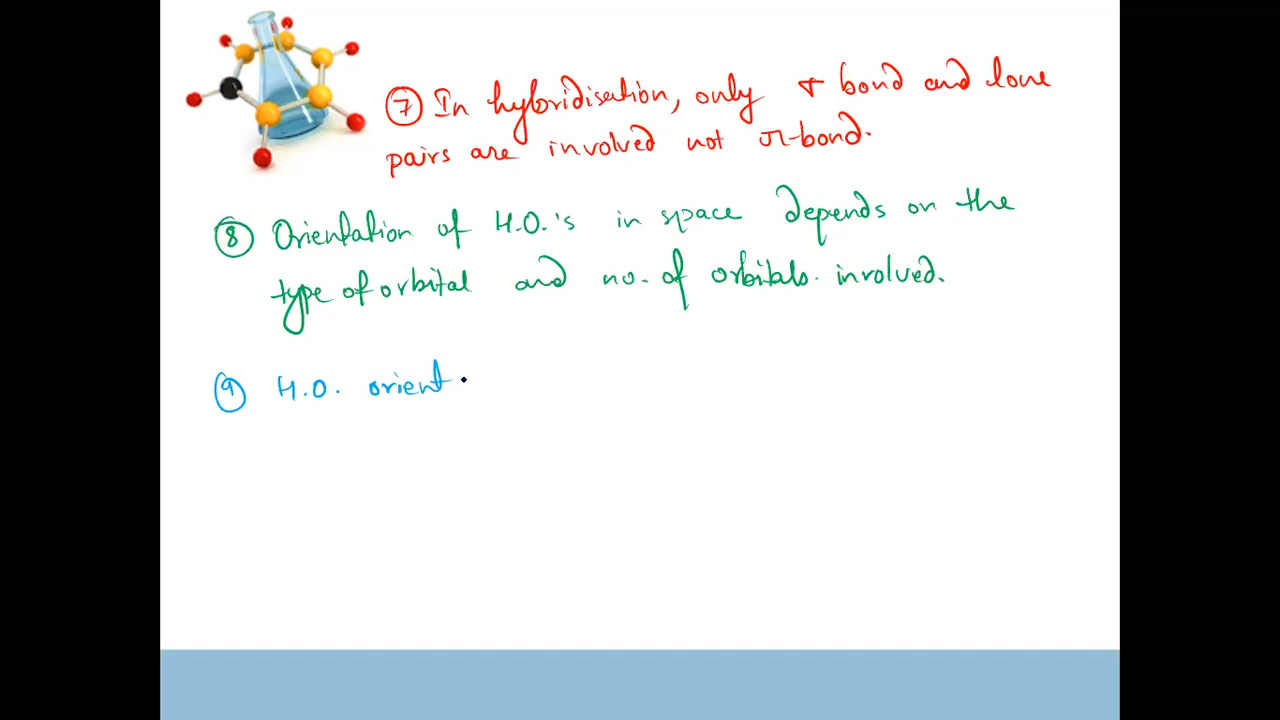 ⑦ In hybridisation, only σ bond and lone
pairs are involved not π-bond.
⑧ Orientation of H.O.'s in space depends on the
type of orbital and no. of orbitals. involved.
⑨ H.O. orient